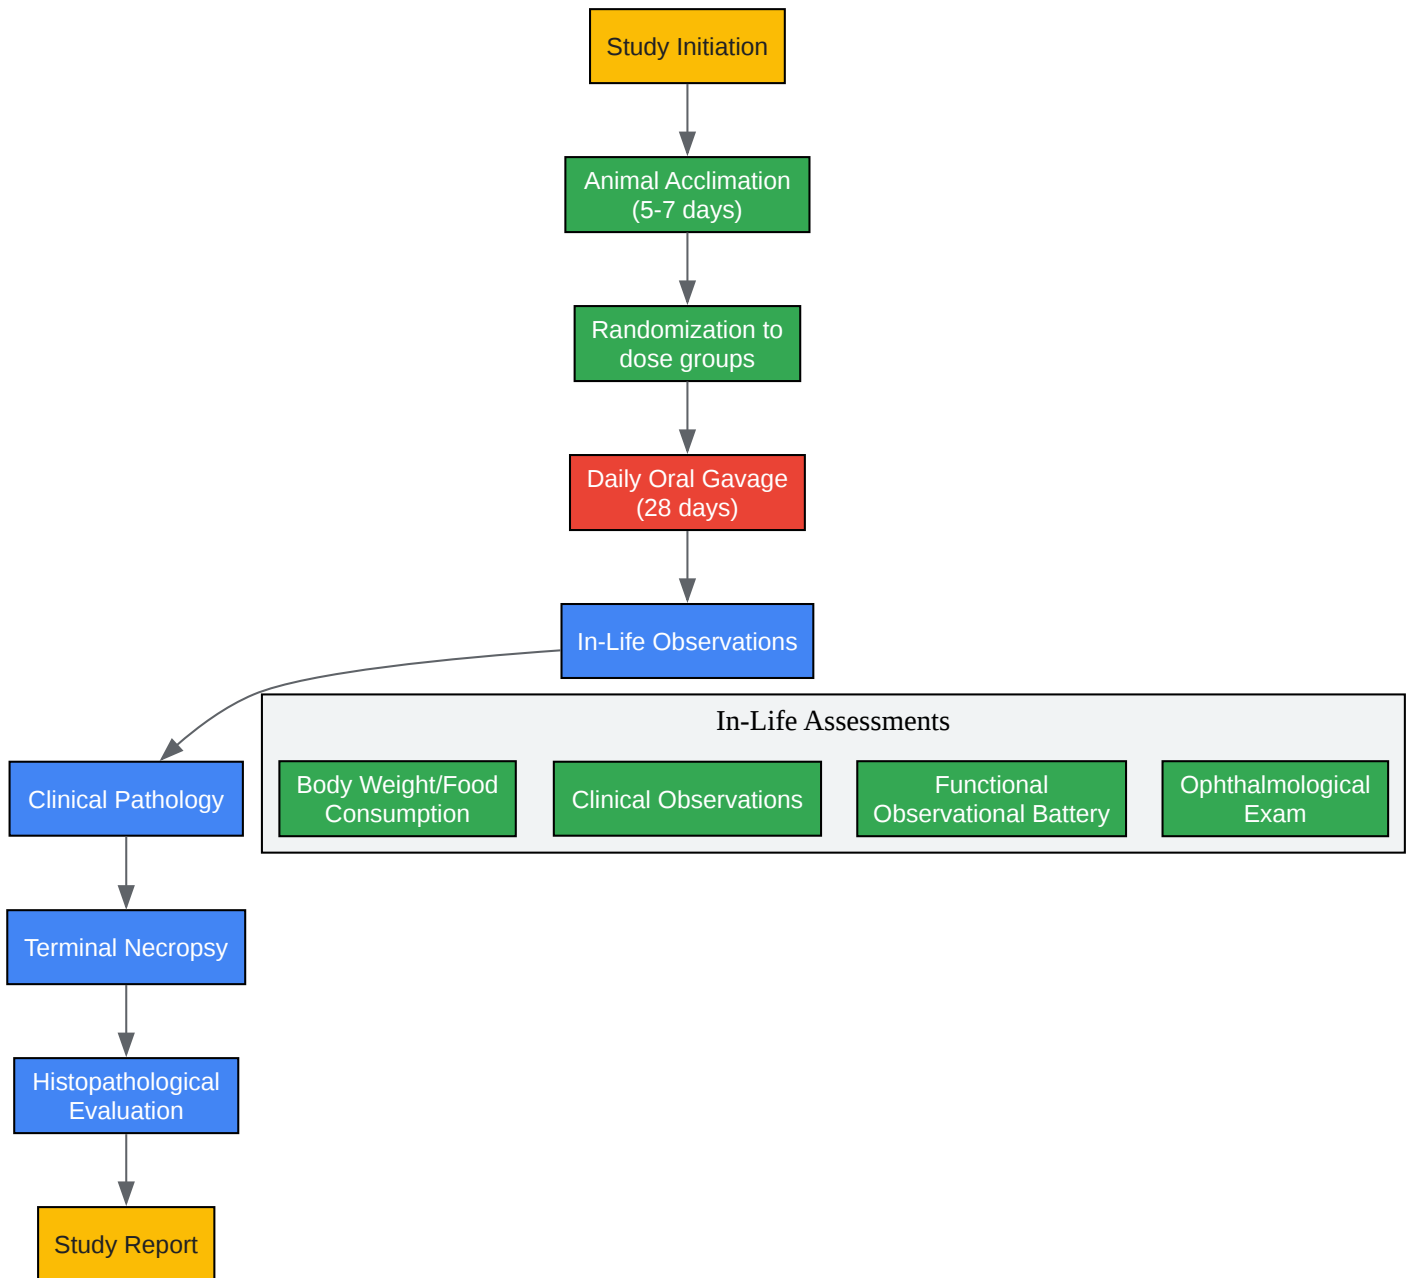 Study Initiation
Animal Acclimation
(5-7 days)
Randomization to
dose groups
Daily Oral Gavage
(28 days)
In-Life Observations
In-Life Assessments
Body Weight/Food
Consumption
Clinical Observations
Functional
Observational Battery
Ophthalmological
Exam
Clinical Pathology
Terminal Necropsy
Histopathological
Evaluation
Study Report